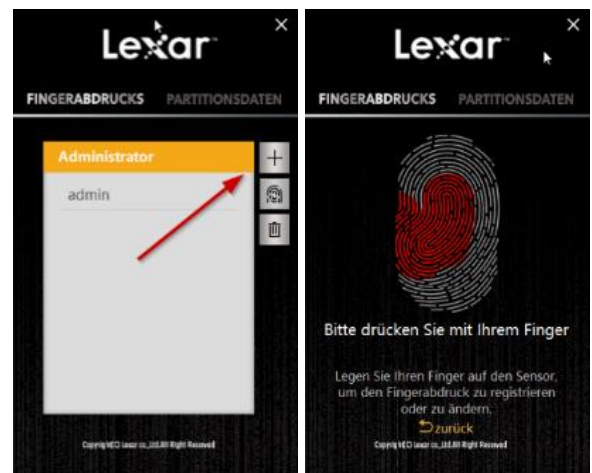 Lexar
FINGERABDRUCKS PARTITIONSDATEN
Administrator
admin
Lexar
FINGERABDRUCKS PARTITIONSDATEN
Bitte drücken Sie mit Ihrem Finger
Legen Sie Ihren Finger auf den Sensor,
um den Fingerabdruck zu registrieren
oder zu ändern.
zurück